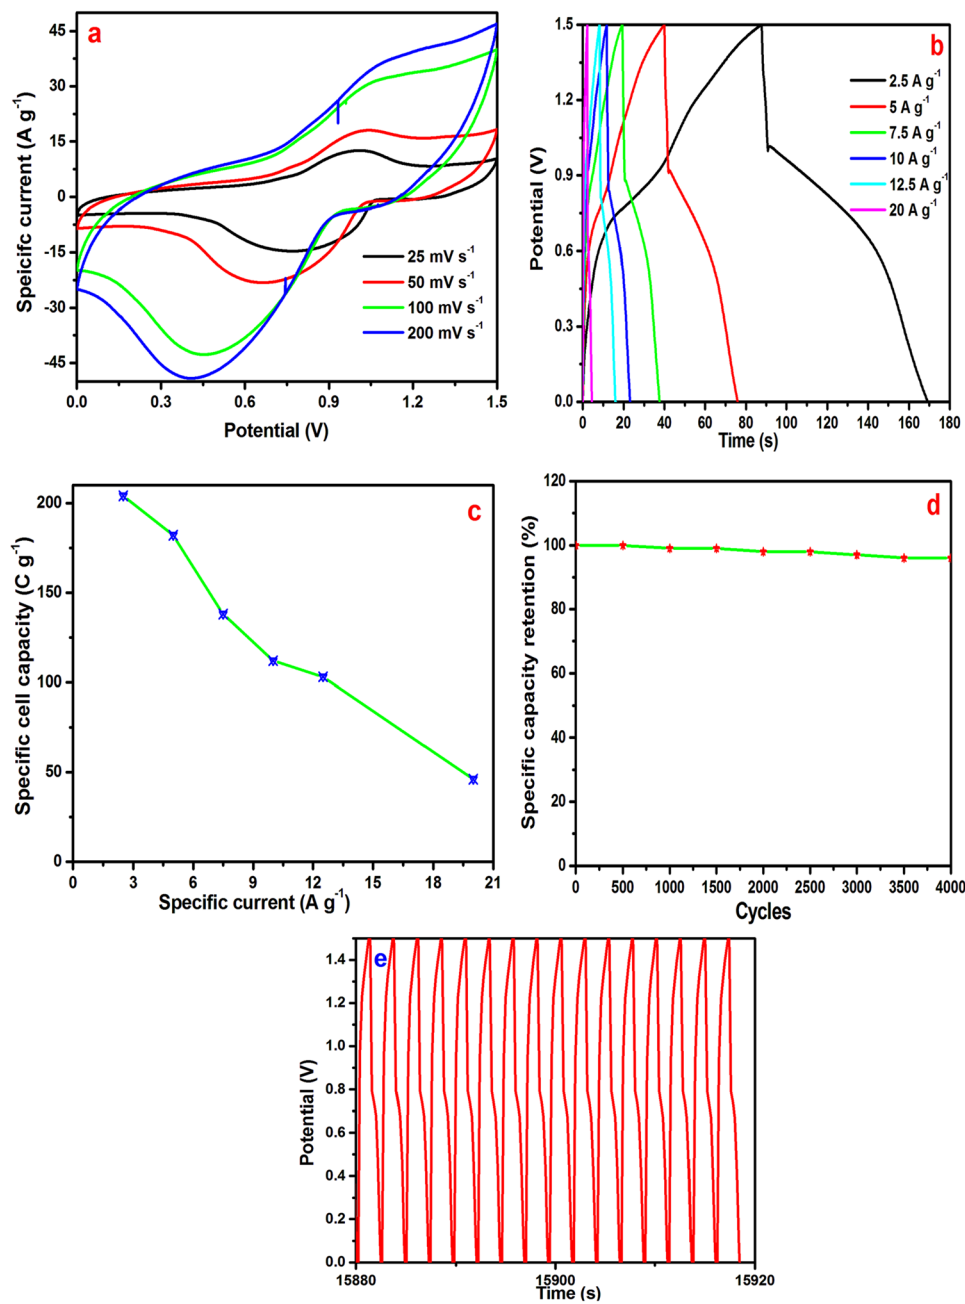 a
Speicifc current (A g⁻¹)
45
30
15
0
-15
-30
-45
25 mV s⁻¹
50 mV s⁻¹
100 mV s⁻¹
200 mV s⁻¹
0.0 0.3 0.6 0.9 1.2 1.5
Potential (V)
b
Potential (V)
1.5
1.2
0.9
0.6
0.3
0.0
2.5 A g⁻¹
5 A g⁻¹
7.5 A g⁻¹
10 A g⁻¹
12.5 A g⁻¹
20 A g⁻¹
0 20 40 60 80 100 120 140 160 180
Time (s)
c
Specific cell capacity (C g⁻¹)
200
150
100
50
0
0 3 6 9 12 15 18 21
Specific current (A g⁻¹)
d
Specific capacity retention (%)
120
100
80
60
40
20
0
0 500 1000 1500 2000 2500 3000 3500 4000
Cycles
e
Potential (V)
1.4
1.2
1.0
0.8
0.6
0.4
0.2
0.0
15880 15900 15920
Time (s)